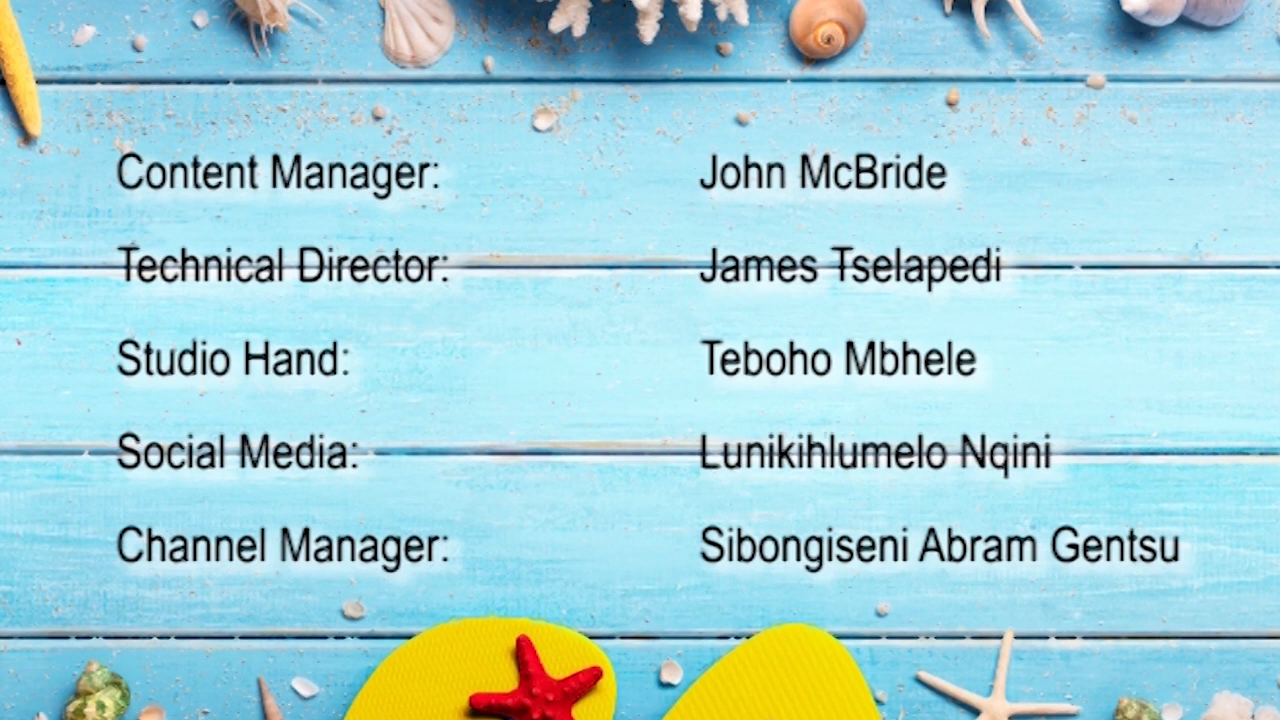 Content Manager: John McBride
Technical Director: James Tselapedi
Studio Hand: Teboho Mbhele
Social Media: Lunikihlumelo Nqini
Channel Manager: Sibongiseni Abram Gentsu